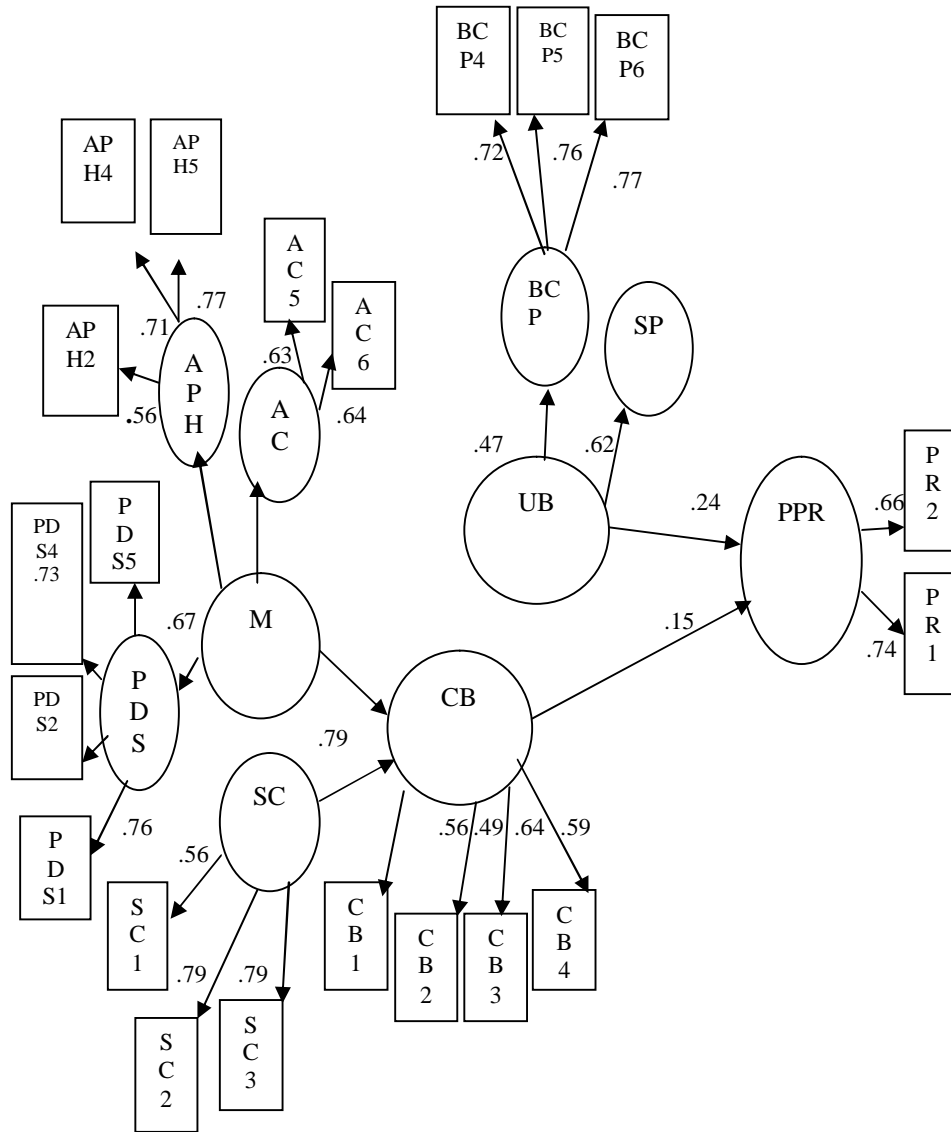 BC
P4
BC
P5
BC
P6
.72
.76
.77
AP
H4
AP
H5
A
C
5
A
C
6
AP
H2
.71
.77
.56
A
P
H
.63
.64
A
C
BC
P
SP
.47
.62
UB
.24
PPR
.66
P
R
2
.74
P
R
1
.15
PD
S4
.73
P
D
S5
PD
S2
P
D
S
.67
M
P
D
S1
.76
CB
.79
SC
.56
S
C
1
.79
S
C
2
.79
S
C
3
.56
.49
.64
.59
C
B
1
C
B
2
C
B
3
C
B
4